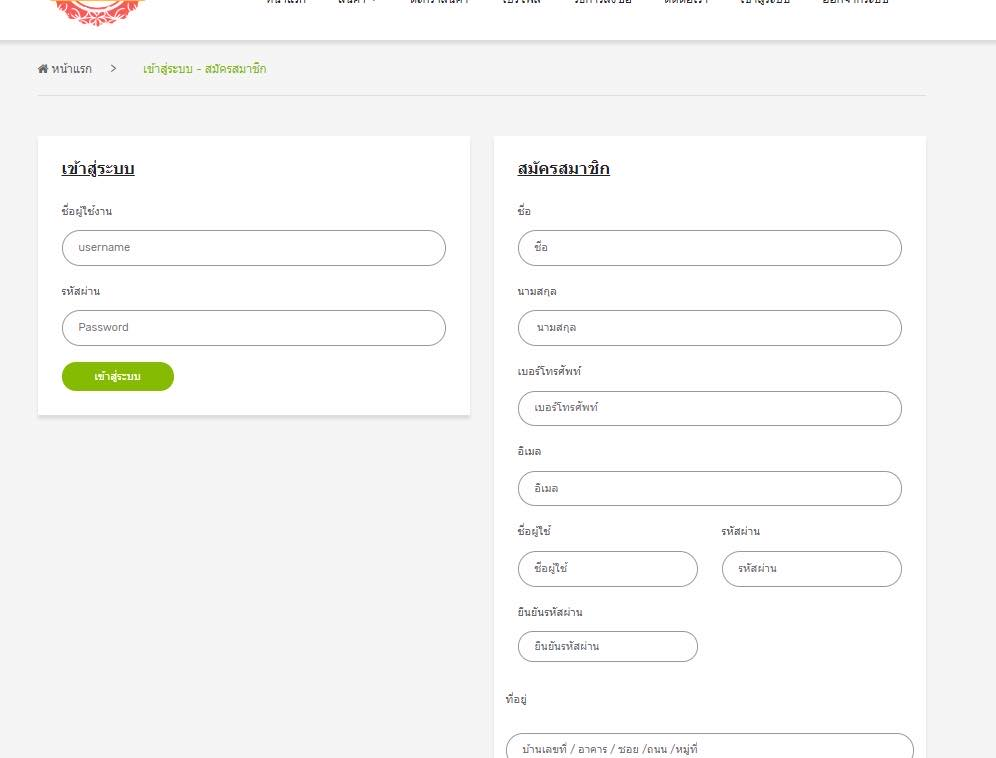 หน้าแรก > เข้าสู่ระบบ - สมัครสมาชิก
เข้าสู่ระบบ
ชื่อผู้ใช้งาน
username
รหัสผ่าน
Password
เข้าสู่ระบบ
สมัครสมาชิก
ชื่อ
ชื่อ
นามสกุล
นามสกุล
เบอร์โทรศัพท์
เบอร์โทรศัพท์
อีเมล
อีเมล
ชื่อผู้ใช้ รหัสผ่าน
ชื่อผู้ใช้ รหัสผ่าน
ยืนยันรหัสผ่าน
ยืนยันรหัสผ่าน
ที่อยู่
บ้านเลขที่ / อาคาร / ซอย /ถนน /หมู่ที่